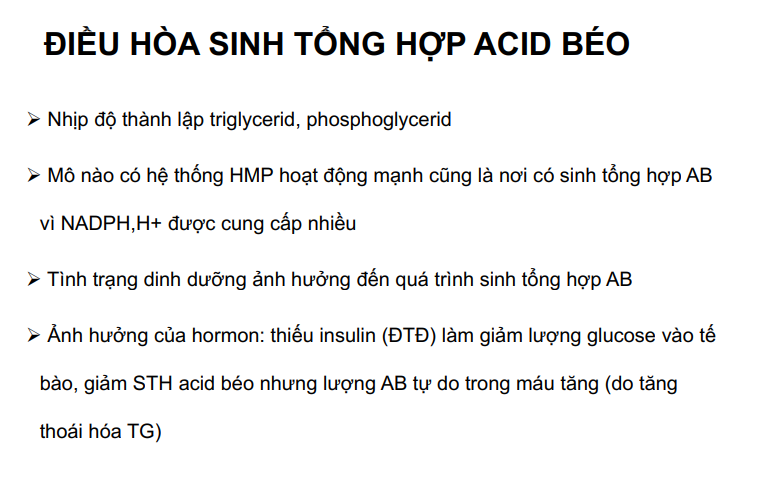 ĐIỀU HÒA SINH TỔNG HỢP ACID BÉO
➢ Nhịp độ thành lập triglycerid, phosphoglycerid
➢ Mô nào có hệ thống HMP hoạt động mạnh cũng là nơi có sinh tổng hợp AB
vì NADPH,H+ được cung cấp nhiều
➢ Tình trạng dinh dưỡng ảnh hưởng đến quá trình sinh tổng hợp AB
➢ Ảnh hưởng của hormon: thiếu insulin (ĐTĐ) làm giảm lượng glucose vào tế
bào, giảm STH acid béo nhưng lượng AB tự do trong máu tăng (do tăng
thoái hóa TG)